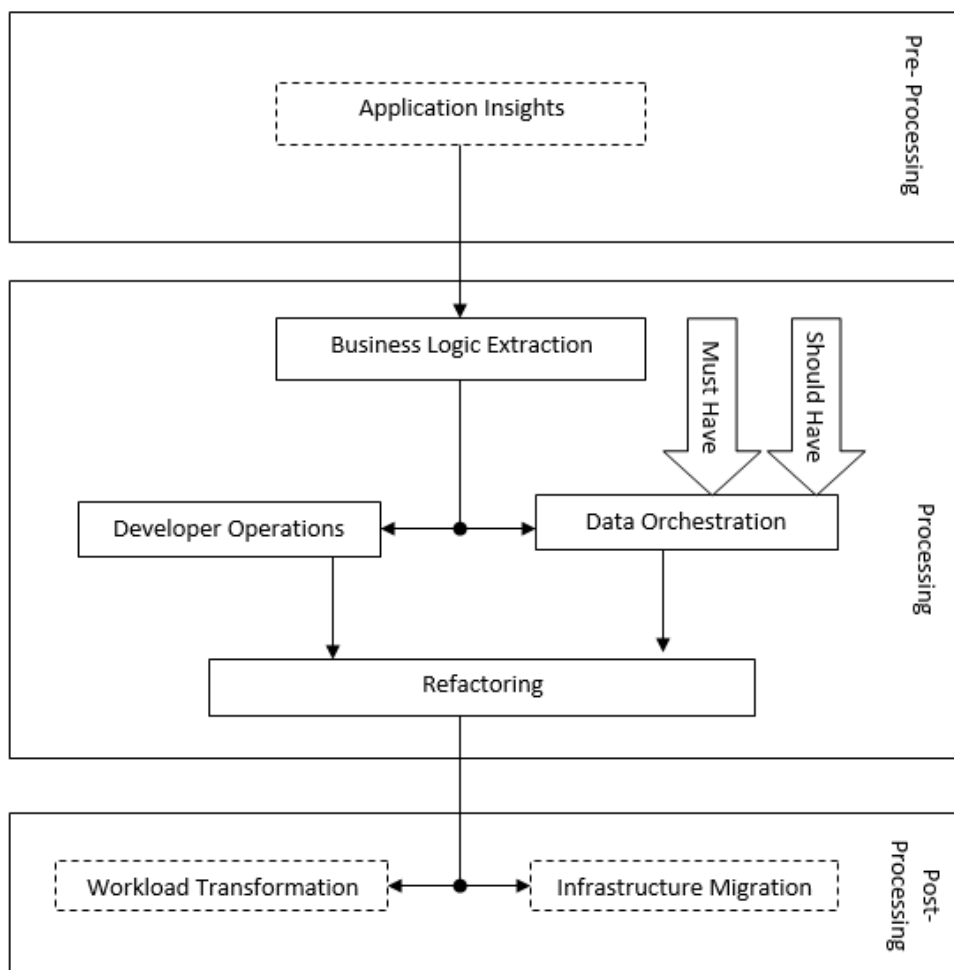 Pre- Processing
Application Insights
Business Logic Extraction
Must Have
Should Have
Developer Operations
Data Orchestration
Processing
Refactoring
Post-
Processing
Workload Transformation
Infrastructure Migration